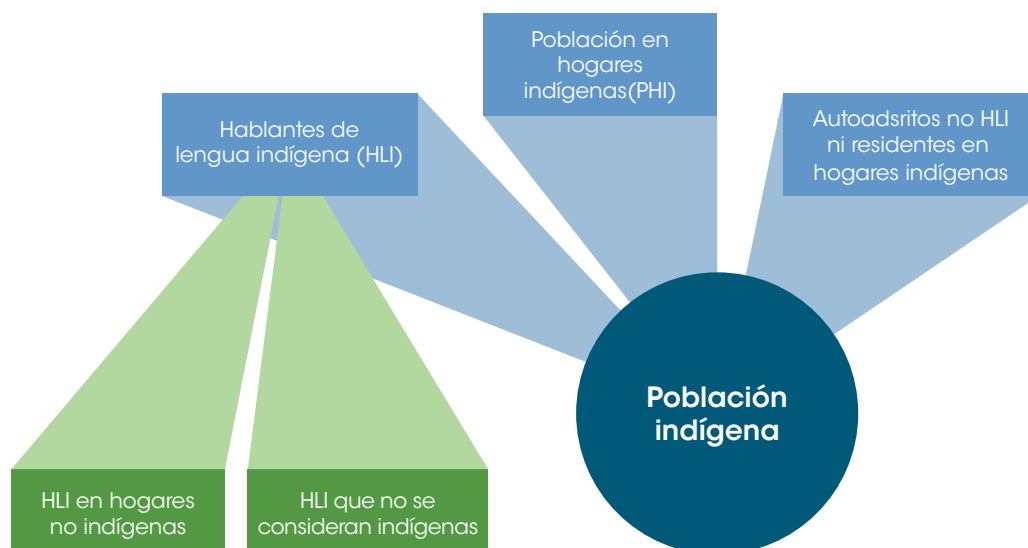 Población en
hogares
indígenas(PHI)
Hablantes de
lengua indígena (HLI)
Autoadsritos no HLI
ni residentes en
hogares indígenas
Población
indígena
HLI en hogares
no indígenas
HLI que no se
consideran indígenas